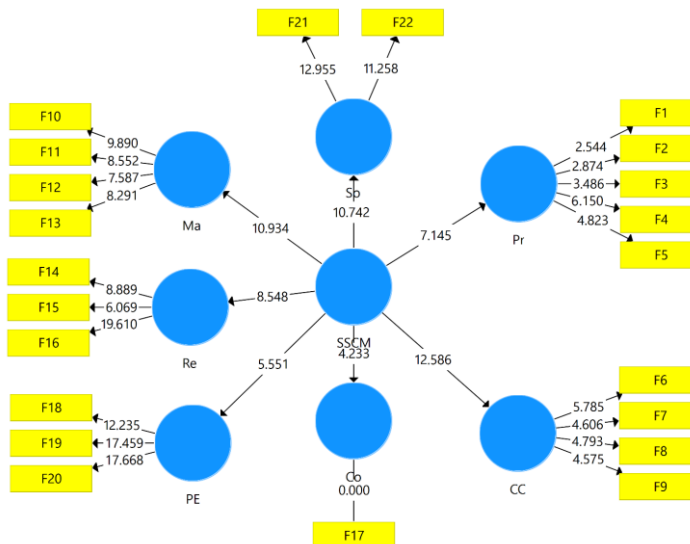 F21 F22
12.955 11.258
Sp
F10
F11
F12
F13
9.890
8.552
7.587
8.291
Ma
F1
F2
F3
F4
F5
2.544
2.874
3.486
6.150
4.823
Pr
10.742
10.934
7.145
8.548
SSCM
4.233
5.551
12.586
F14
F15
F16
8.889
6.069
19.610
Re
F18
F19
F20
12.235
17.459
17.668
PE
Co
0.000
F17
F6
F7
F8
F9
5.785
4.606
4.793
4.575
CC